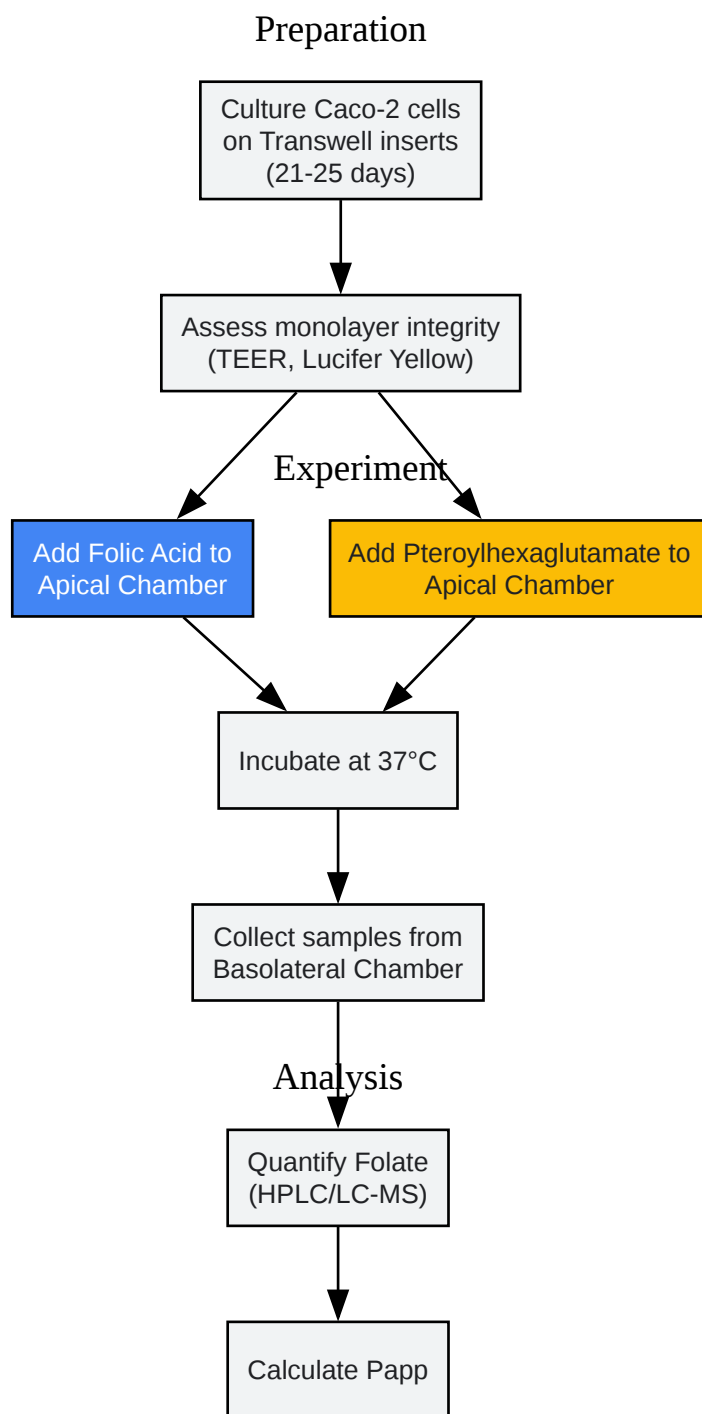 Preparation
Culture Caco-2 cells
on Transwell inserts
(21-25 days)
Assess monolayer integrity
(TEER, Lucifer Yellow)
Experiment
Add Folic Acid to
Apical Chamber
Add Pteroylhexaglutamate to
Apical Chamber
Incubate at 37°C
Collect samples from
Basolateral Chamber
Analysis
Quantify Folate
(HPLC/LC-MS)
Calculate Papp